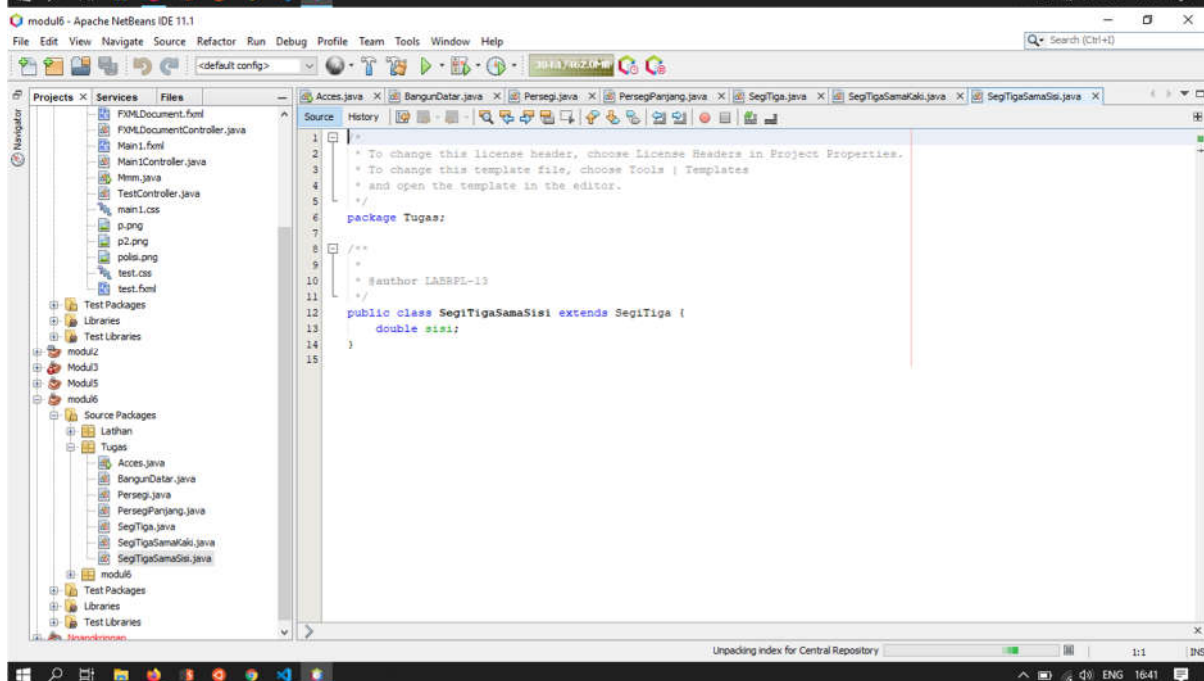 modul6 - Apache NetBeans IDE 11.1
File Edit View Navigate Source Refactor Run Debug Profile Team Tools Window Help
Search (Ctrl+I)
<default config>
Projects Services Files
Acces.java BangunDatar.java Persegi.java PersegiPanjang.java SegiTiga.java SegiTigaSamaKaki.java SegiTigaSamaSisi.java
Navigator
Source History
FXMLDocument.fxml
FXMLDocumentController.java
Main1.fxml
Main1Controller.java
Mmm.java
TestController.java
main1.css
p.png
p2.png
polisi.png
test.css
test.fxml
Test Packages
Libraries
Test Libraries
modul2
Modul3
Modul5
modul6
Source Packages
Latihan
Tugas
Acces.java
BangunDatar.java
Persegi.java
PersegiPanjang.java
SegiTiga.java
SegiTigaSamaKaki.java
SegiTigaSamaSisi.java
modul6
Test Packages
Libraries
Test Libraries
1 /*
2 * To change this license header, choose License Headers in Project Properties.
3 * To change this template file, choose Tools | Templates
4 * and open the template in the editor.
5 */
6 package Tugas;
7
8 /**
9 *
10 * @author LABRPL-13
11 */
12 public class SegiTigaSamaSisi extends SegiTiga {
13 double sisi;
14 }
15
Unpacking index for Central Repository
1:1 INS
ENG 16:41